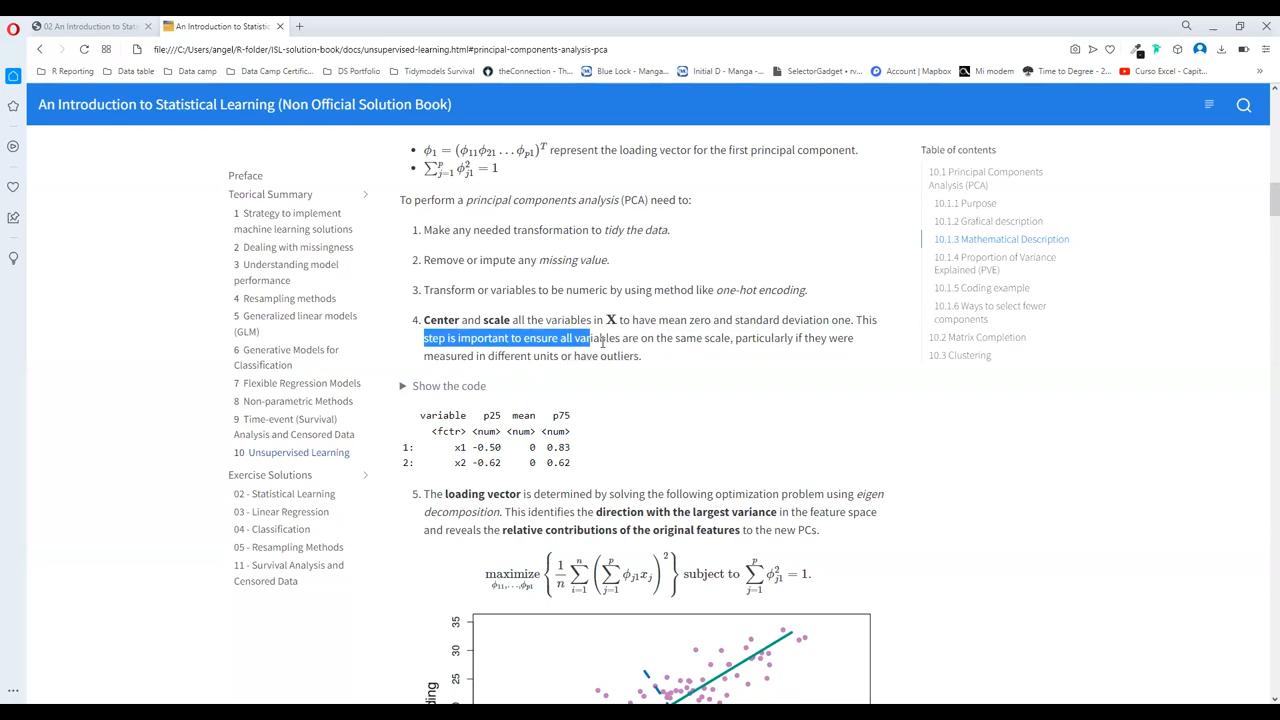 02 An Introduction to Stati
An Introduction to Statistic
file:///C:/Users/angel/R-folder/ISL-solution-book/docs/unsupervised-learning.html#principal-components-analysis-pca
R Reporting
Data table
Data camp
Data Camp Certific...
DS Portfolio
Tidymodels Survival
theConnection - Th...
Blue Lock - Manga...
Initial D - Manga -...
SelectorGadget • rv...
Account | Mapbox
Mi modem
Time to Degree - 2...
Curso Excel - Capit...
An Introduction to Statistical Learning (Non Official Solution Book)
Preface
Teorical Summary
1 Strategy to implement
machine learning solutions
2 Dealing with missingness
3 Understanding model
performance
4 Resampling methods
5 Generalized linear models
(GLM)
6 Generative Models for
Classification
7 Flexible Regression Models
8 Non-parametric Methods
9 Time-event (Survival)
Analysis and Censored Data
10 Unsupervised Learning
Exercise Solutions
02 - Statistical Learning
03 - Linear Regression
04 - Classification
05 - Resampling Methods
11 - Survival Analysis and
Censored Data
• ϕ₁ = (ϕ₁₁ϕ₂₁ … ϕₚ₁)ᵀ represent the loading vector for the first principal component.
• ∑ᵖⱼ₌₁ ϕ²ⱼ₁ = 1
To perform a principal components analysis (PCA) need to:
1. Make any needed transformation to tidy the data.
2. Remove or impute any missing value.
3. Transform or variables to be numeric by using method like one-hot encoding.
4. Center and scale all the variables in X to have mean zero and standard deviation one. This
step is important to ensure all variables are on the same scale, particularly if they were
measured in different units or have outliers.
Show the code
variable p25 mean p75
<fctr> <num> <num> <num>
1: x1 -0.50 0 0.83
2: x2 -0.62 0 0.62
5. The loading vector is determined by solving the following optimization problem using eigen
decomposition. This identifies the direction with the largest variance in the feature space
and reveals the relative contributions of the original features to the new PCs.
maximize ϕ₁₁,…,ϕₚ₁ { 1/n ∑ⁿᵢ₌₁ ( ∑ᵖⱼ₌₁ ϕⱼ₁xⱼ )² } subject to ∑ᵖⱼ₌₁ ϕ²ⱼ₁ = 1.
35
30
25
Table of contents
10.1 Principal Components
Analysis (PCA)
10.1.1 Purpose
10.1.2 Grafical description
10.1.3 Mathematical Description
10.1.4 Proportion of Variance
Explained (PVE)
10.1.5 Coding example
10.1.6 Ways to select fewer
components
10.2 Matrix Completion
10.3 Clustering